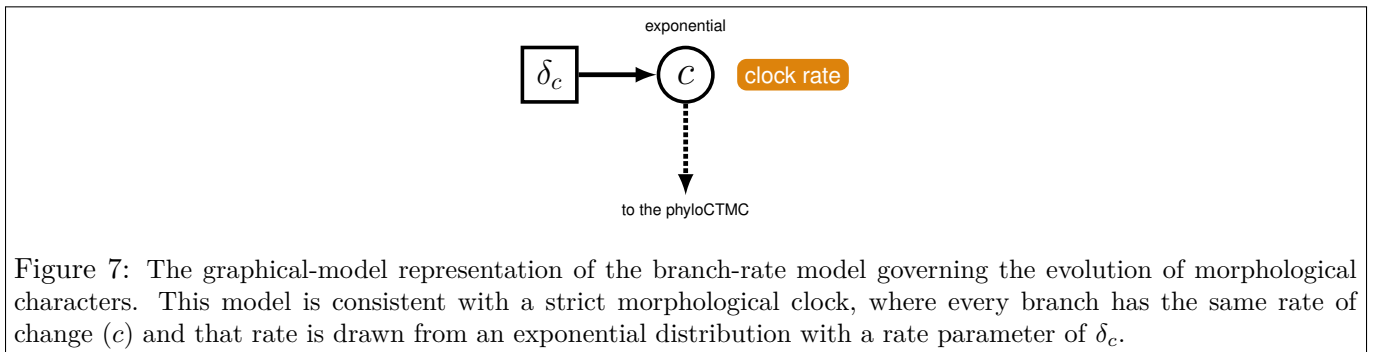 exponential
δc
c
clock rate
to the phyloCTMC
Figure 7: The graphical-model representation of the branch-rate model governing the evolution of morphological
characters. This model is consistent with a strict morphological clock, where every branch has the same rate of
change (c) and that rate is drawn from an exponential distribution with a rate parameter of δc.